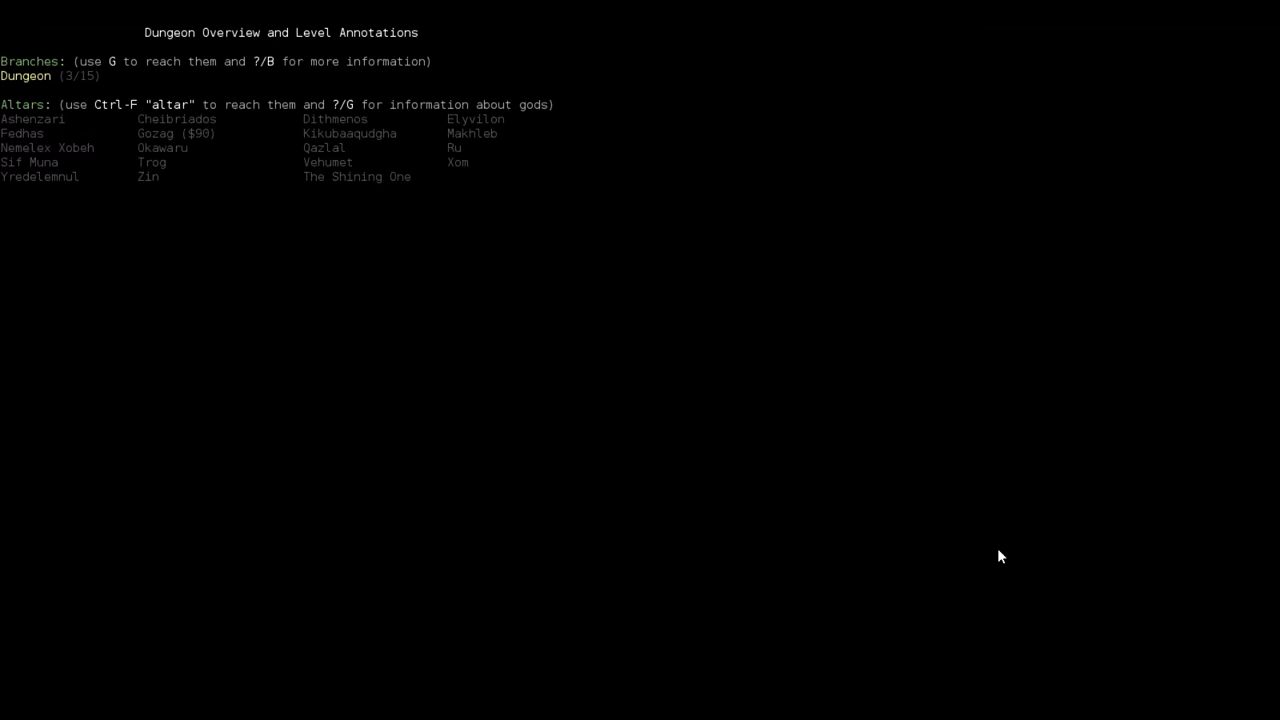 Dungeon Overview and Level Annotations
Branches: (use G to reach them and ?/B for more information)
Dungeon (3/15)
Altars: (use Ctrl-F "altar" to reach them and ?/G for information about gods)
Ashenzari Cheibriados Dithmenos Elyvilon
Fedhas Gozag ($90) Kikubaaqudgha Makhleb
Nemelex Xobeh Okawaru Qazlal Ru
Sif Muna Trog Vehumet Xom
Yredelemnul Zin The Shining One